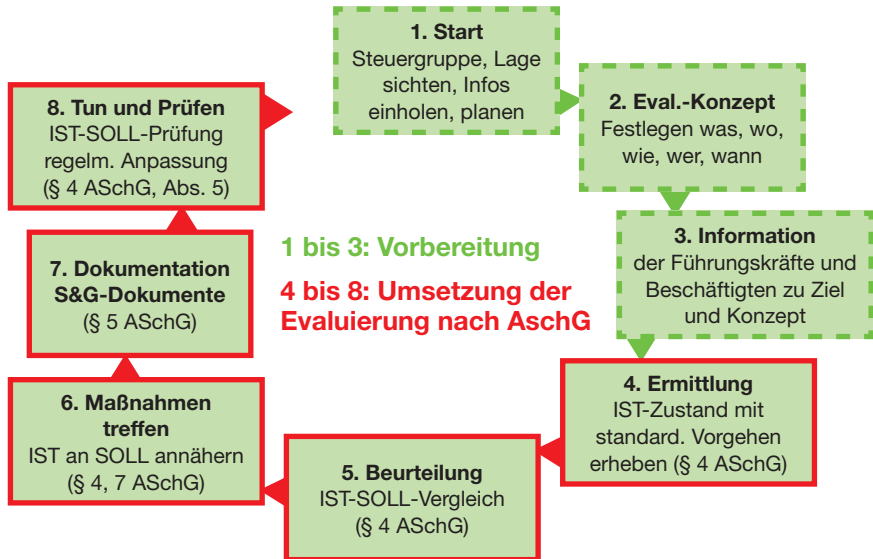 1. Start
Steuergruppe, Lage
sichten, Infos
einholen, planen
2. Eval.-Konzept
Festlegen was, wo,
wie, wer, wann
3. Information
der Führungskräfte und
Beschäftigten zu Ziel
und Konzept
4. Ermittlung
IST-Zustand mit
standard. Vorgehen
erheben (§ 4 ASchG)
5. Beurteilung
IST-SOLL-Vergleich
(§ 4 ASchG)
6. Maßnahmen
treffen
IST an SOLL annähern
(§ 4, 7 ASchG)
7. Dokumentation
S&G-Dokumente
(§ 5 ASchG)
8. Tun und Prüfen
IST-SOLL-Prüfung
regelm. Anpassung
(§ 4 ASchG, Abs. 5)
1 bis 3: Vorbereitung
4 bis 8: Umsetzung der
Evaluierung nach AschG